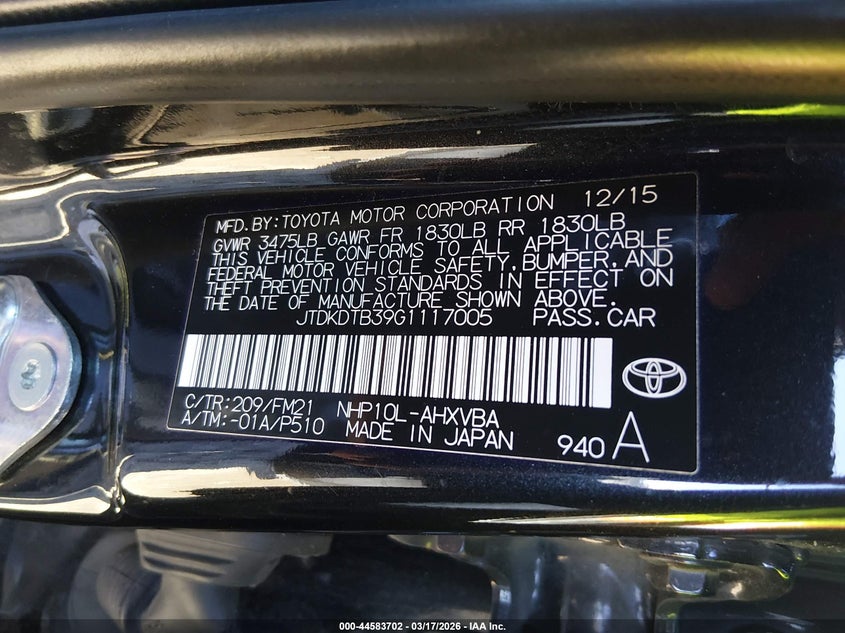 MFD.BY:TOYOTA MOTOR CORPORATION 12/15
GVWR 3475LB GAWR FR 1830LB RR 1830LB
THIS VEHICLE CONFORMS TO ALL APPLICABLE
FEDERAL MOTOR VEHICLE SAFETY,BUMPER,AND
THEFT PREVENTION STANDARDS IN EFFECT ON
THE DATE OF MANUFACTURE SHOWN ABOVE.
JTDKDTB39G1117005 PASS.CAR
C/TR:209/FM21 NHP10L-AHXVBA
A/TM:-01A/P510 MADE IN JAPAN 940 A
000-44583702 / 03/17/2026 / IAA Inc.